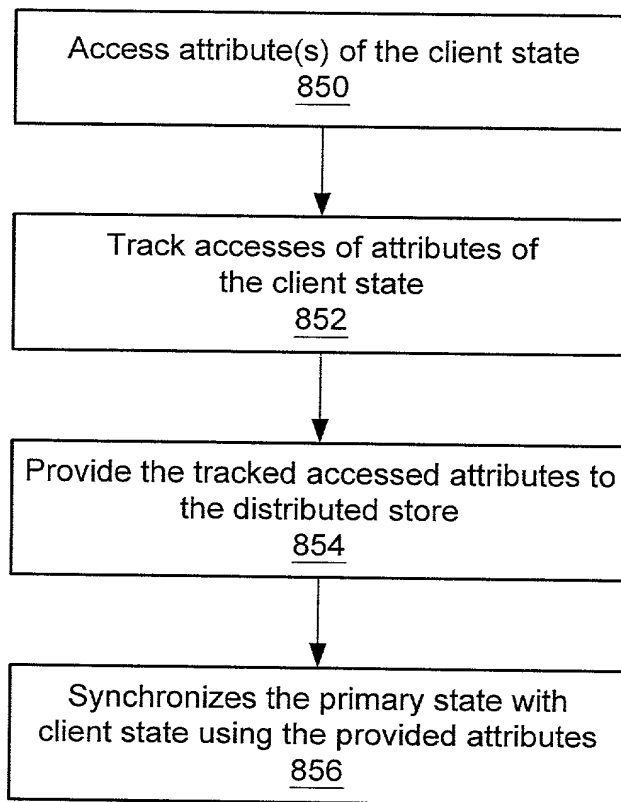 Access attribute(s) of the client state
850
Track accesses of attributes of
the client state
852
Provide the tracked accessed attributes to
the distributed store
854
Synchronizes the primary state with
client state using the provided attributes
856